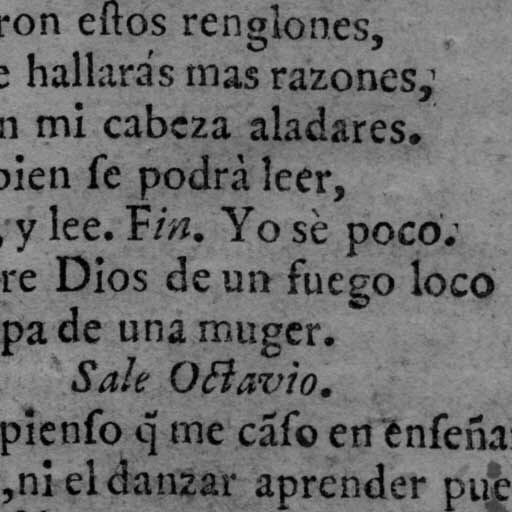 ron eſtos renglones,
e hallarás mas razones,
n mi cabeza aladares.
bien ſe podrà leer,
, y lee. Fin. Yo sè poco.
re Dios de un fuego loco
pa de una muger.
Sale Octavio.
pienſo q̃ me cãſo en enſeñar
, ni el danzar aprender pue